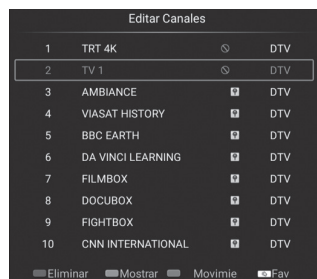 Editar Canales
1 TRT 4K DTV
2 TV 1 DTV
3 AMBIANCE DTV
4 VIASAT HISTORY DTV
5 BBC EARTH DTV
6 DA VINCI LEARNING DTV
7 FILMBOX DTV
8 DOCUBOX DTV
9 FIGHTBOX DTV
10 CNN INTERNATIONAL DTV
Eliminar Mostrar Movimie Fav